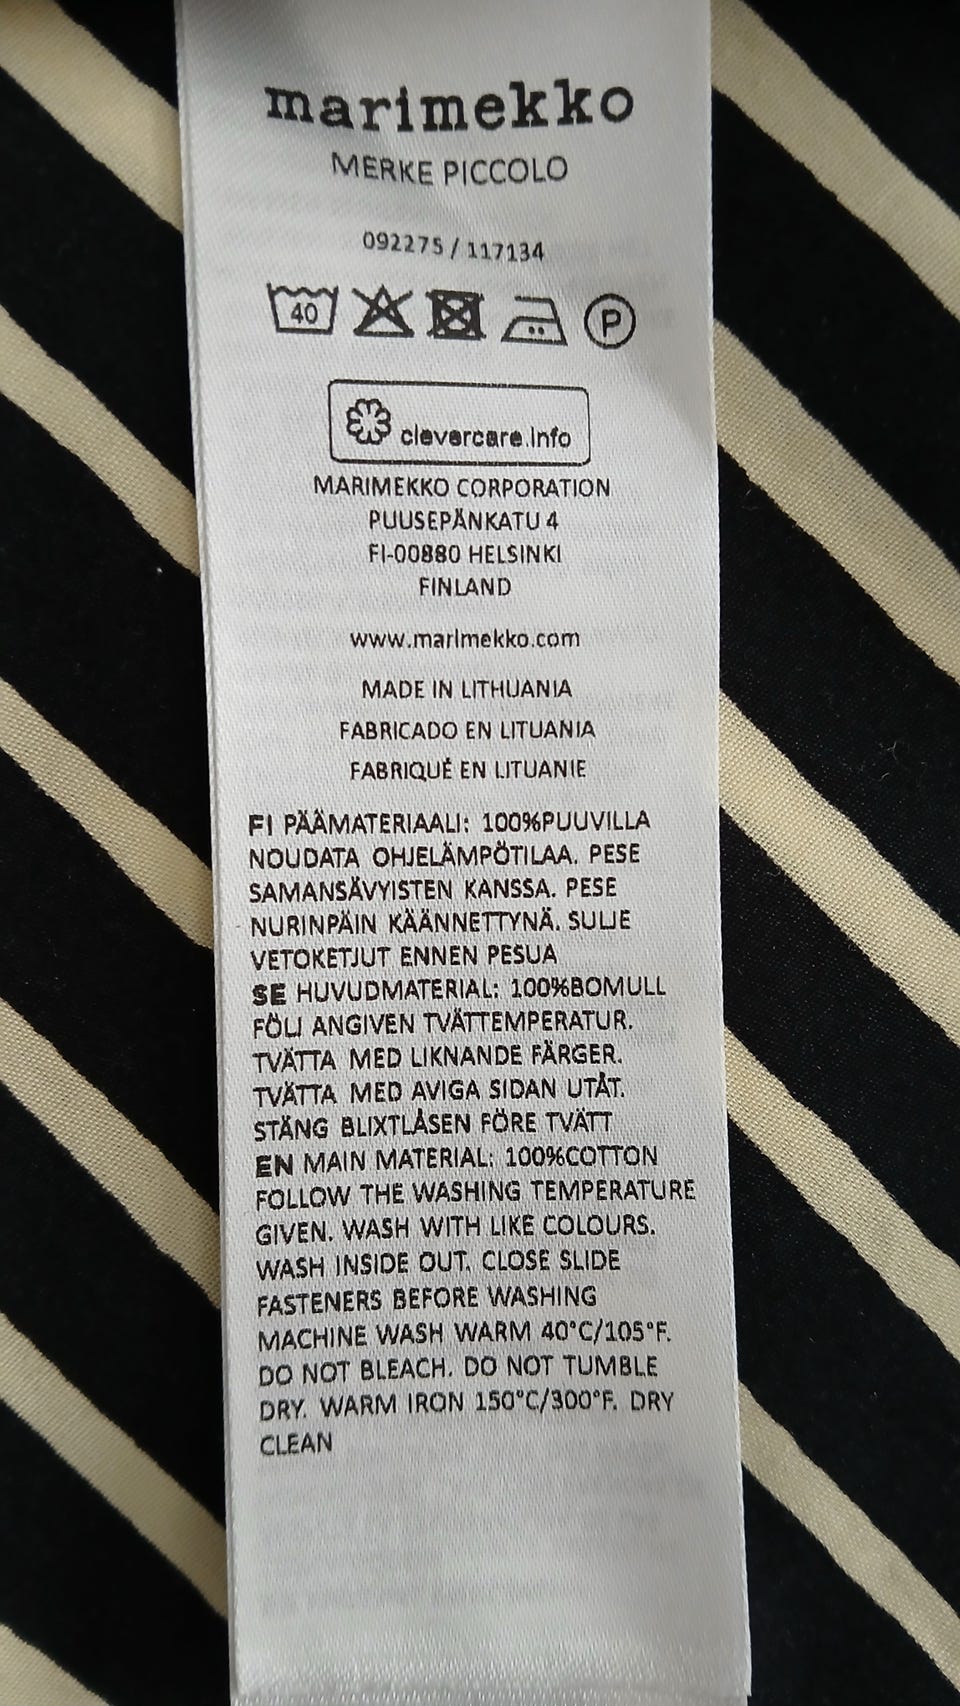 marimekko
MERKE PICCOLO
092275 / 117134
40 P
clevercare.info
MARIMEKKO CORPORATION
PUUSEPÄNKATU 4
FI-00880 HELSINKI
FINLAND
www.marimekko.com
MADE IN LITHUANIA
FABRICADO EN LITUANIA
FABRIQUÉ EN LITUANIE
FI PÄÄMATERIAALI: 100%PUUVILLA
NOUDATA OHJELÄMPÖTILAA. PESE
SAMANSÄVYISTEN KANSSA. PESE
NURINPÄIN KÄÄNNETTYNÄ. SULJE
VETOKETJUT ENNEN PESUA
SE HUVUDMATERIAL: 100%BOMULL
FÖLJ ANGIVEN TVÄTTEMPERATUR.
TVÄTTA MED LIKNANDE FÄRGER.
TVÄTTA MED AVIGA SIDAN UTÅT.
STÄNG BLIXTLÅSEN FÖRE TVÄTT
EN MAIN MATERIAL: 100%COTTON
FOLLOW THE WASHING TEMPERATURE
GIVEN. WASH WITH LIKE COLOURS.
WASH INSIDE OUT. CLOSE SLIDE
FASTENERS BEFORE WASHING
MACHINE WASH WARM 40°C/105°F.
DO NOT BLEACH. DO NOT TUMBLE
DRY. WARM IRON 150°C/300°F. DRY
CLEAN